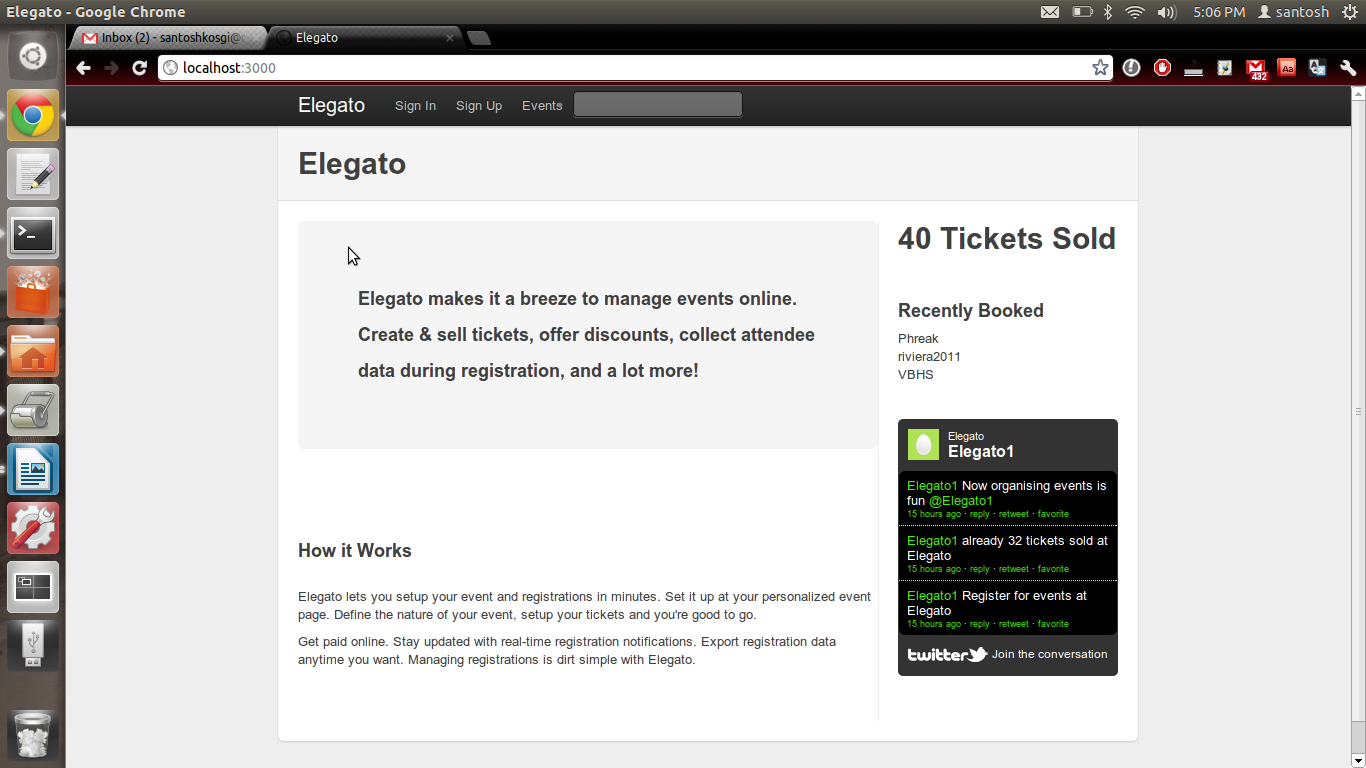 Elegato - Google Chrome
5:06 PM
santosh
Inbox (2) - santoshkosgi@
Elegato
localhost:3000
432
Aa
Elegato
Sign In
Sign Up
Events
Elegato
Elegato makes it a breeze to manage events online.
Create & sell tickets, offer discounts, collect attendee
data during registration, and a lot more!
How it Works
Elegato lets you setup your event and registrations in minutes. Set it up at your personalized event
page. Define the nature of your event, setup your tickets and you're good to go.
Get paid online. Stay updated with real-time registration notifications. Export registration data
anytime you want. Managing registrations is dirt simple with Elegato.
40 Tickets Sold
Recently Booked
Phreak
riviera2011
VBHS
Elegato
Elegato1
Elegato1 Now organising events is
fun @Elegato1
15 hours ago · reply · retweet · favorite
Elegato1 already 32 tickets sold at
Elegato
15 hours ago · reply · retweet · favorite
Elegato1 Register for events at
Elegato
15 hours ago · reply · retweet · favorite
twitter Join the conversation